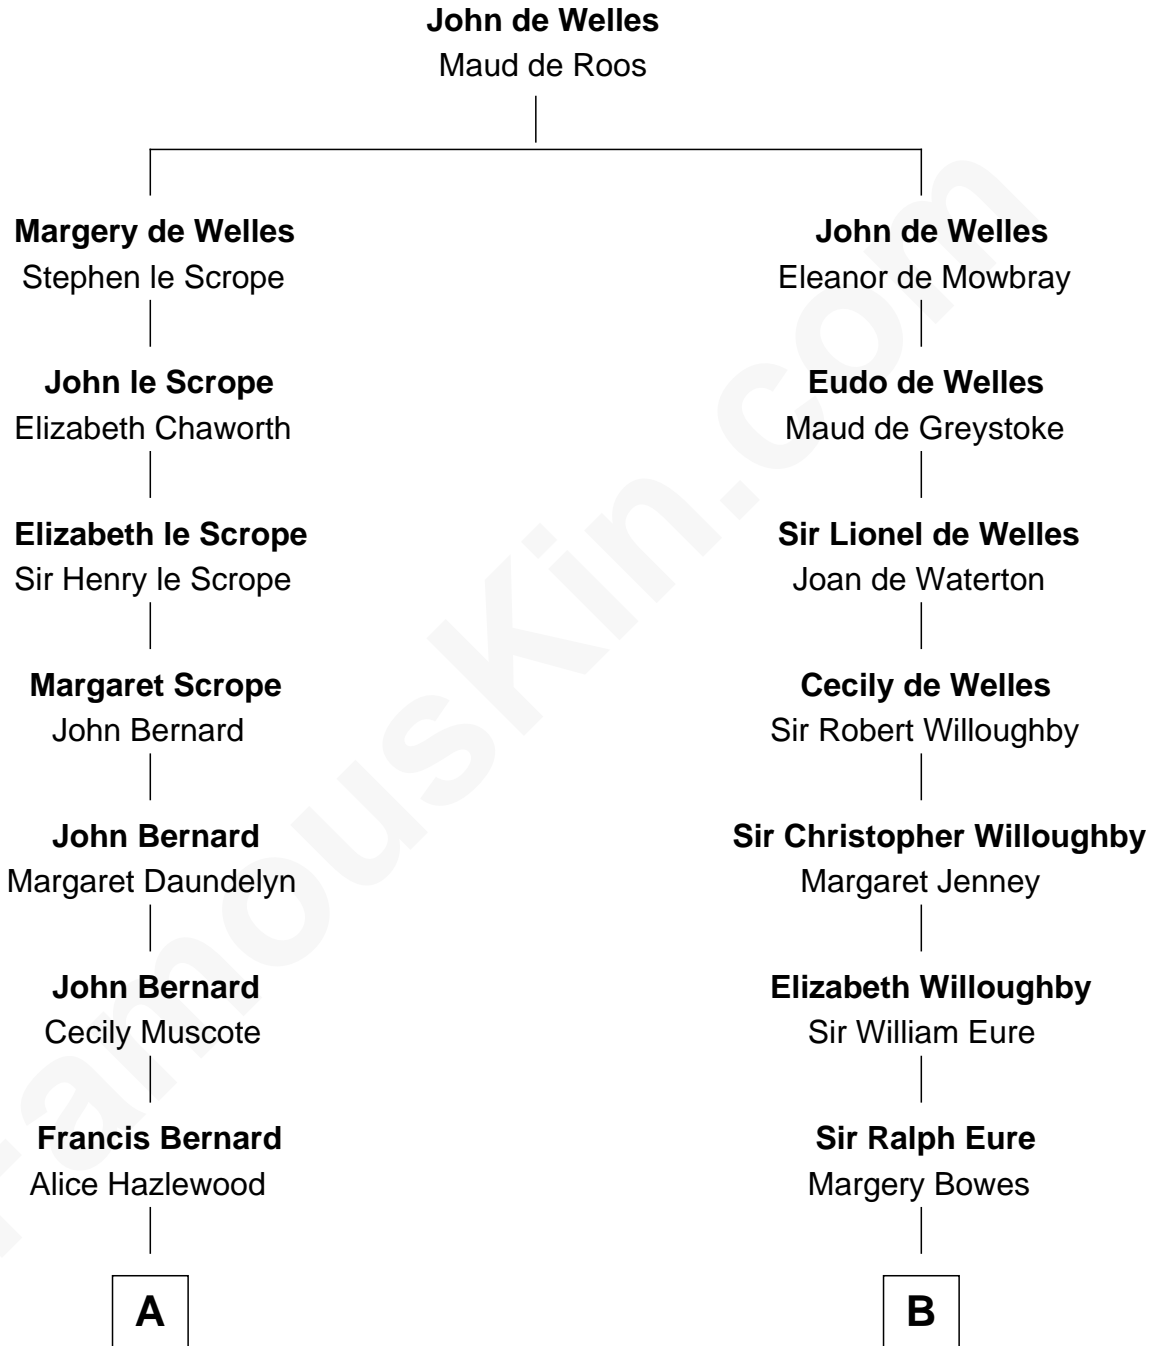 John de Welles
Maud de Roos
Margery de Welles
Stephen le Scrope
John le Scrope
Elizabeth Chaworth
Elizabeth le Scrope
Sir Henry le Scrope
Margaret Scrope
John Bernard
John Bernard
Margaret Daundelyn
John Bernard
Cecily Muscote
Francis Bernard
Alice Hazlewood
A
John de Welles
Eleanor de Mowbray
Eudo de Welles
Maud de Greystoke
Sir Lionel de Welles
Joan de Waterton
Cecily de Welles
Sir Robert Willoughby
Sir Christopher Willoughby
Margaret Jenney
Elizabeth Willoughby
Sir William Eure
Sir Ralph Eure
Margery Bowes
B
FamousKin.com